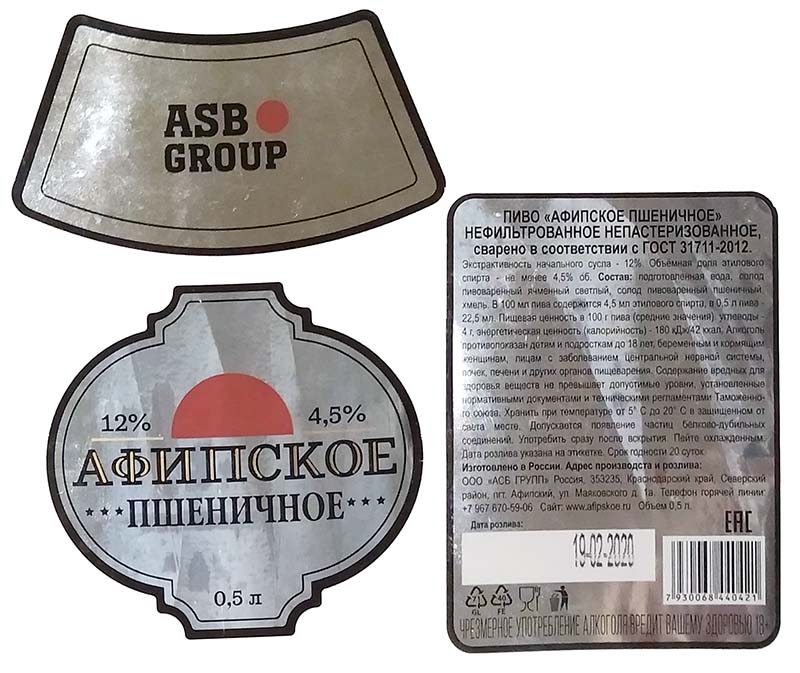 ASB
GROUP
12%
4,5%
АФИПСКОЕ
ПШЕНИЧНОЕ
0,5 л
ПИВО «АФИПСКОЕ ПШЕНИЧНОЕ»
НЕФИЛЬТРОВАННОЕ НЕПАСТЕРИЗОВАННОЕ,
сварено в соответствии с ГОСТ 31711-2012.
Экстрактивность начального сусла - 12% Объёмная доля этилового
спирта - не менее 4,5% об. Состав: подготовленная вода, солод
пивоваренный ячменный светлый, солод пивоваренный пшеничный,
хмель. В 100 мл пива содержится 4,5 мл этилового спирта, в 0,5 л пива -
22,5 мл. Пищевая ценность в 100 г пива (средние значения): углеводы -
4 г, энергетическая ценность (калорийность) - 180 кДж/42 ккал. Алкоголь
противопоказан детям и подросткам до 18 лет, беременным и кормящим
женщинам, лицам с заболеванием центральной нервной системы,
почек, печени и других органов пищеварения. Содержание вредных для
здоровья веществ не превышает допустимые уровни, установленные
нормативными документами и техническими регламентами Таможенно-
го союза. Хранить при температуре от 5° С до 20° С в защищенном от
света месте. Допускается появление частиц белково-дубильных
соединений. Употребить сразу после вскрытия Пейте охлажденным.
Дата розлива указана на этикетке. Срок годности 20 суток
Изготовлено в России. Адрес производста и розлива:
ООО «АСБ ГРУПП» Россия, 353235, Краснодарский край, Северский
район, пгт. Афипский, ул. Маяковского д. 1а. Телефон горячей линии:
+7 967 670-59-06 Сайт: www.afipskoe.ru Объем 0,5 л.
Дата розлива:
19-02-2020
EAC
7 930068 440421
GL
40
FE
ЧРЕЗМЕРНОЕ УПОТРЕБЛЕНИЕ АЛКОГОЛЯ ВРЕДИТ ВАШЕМУ ЗДОРОВЬЮ 18+